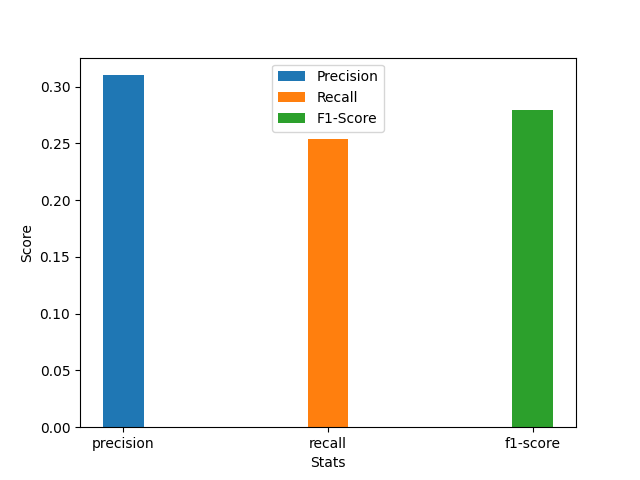 0.30
0.25
0.20
0.15
0.10
0.05
0.00
Score
Precision
Recall
F1-Score
precision recall f1-score
Stats